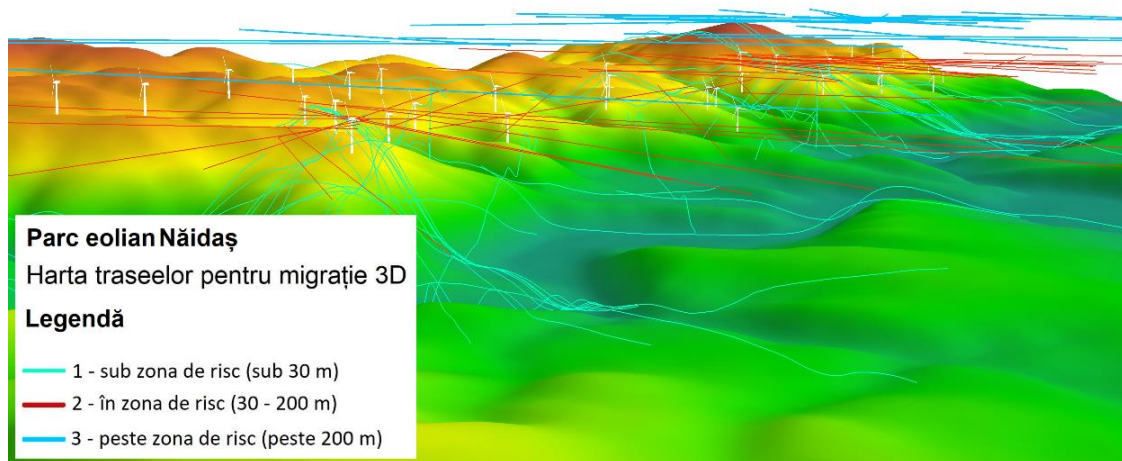 Parc eolian Năidaș
Harta traseelor pentru migrație 3D
Legendă
1 - sub zona de risc (sub 30 m)
2 - în zona de risc (30 - 200 m)
3 - peste zona de risc (peste 200 m)